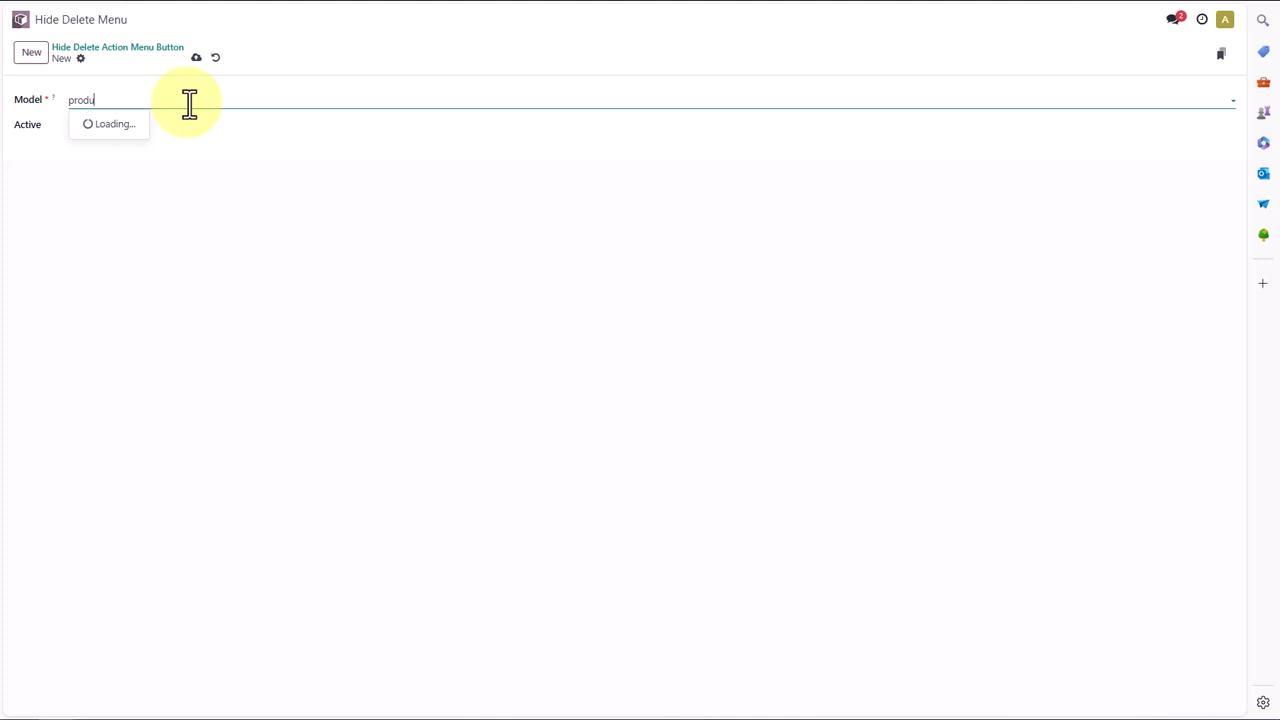 Hide Delete Menu
2
A
New
Hide Delete Action Menu Button
New
Model * ?
produ
Loading...
Active